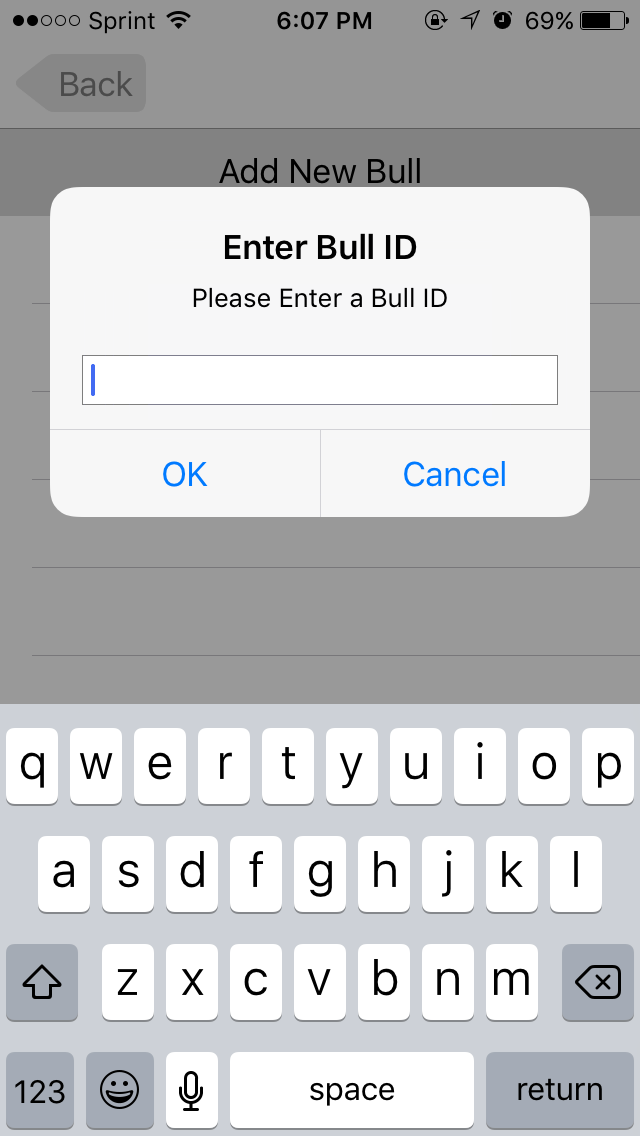 Sprint 6:07 PM 69%
Back
Add New Bull
Enter Bull ID
Please Enter a Bull ID
OK Cancel
q w e r t y u i o p
a s d f g h j k l
z x c v b n m
123 space return